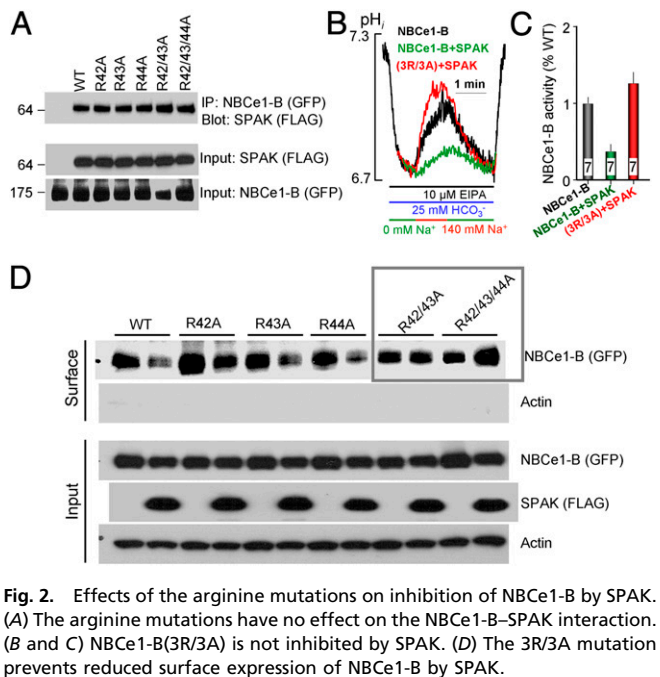 A
WT
R42A
R43A
R44A
R42/43A
R42/43/44A
64
IP: NBCe1-B (GFP)
Blot: SPAK (FLAG)
64
Input: SPAK (FLAG)
175
Input: NBCe1-B (GFP)
B
pHi
7.3
6.7
NBCe1-B
NBCe1-B+SPAK
(3R/3A)+SPAK
1 min
10 µM EIPA
25 mM HCO3-
0 mM Na+ 140 mM Na+
C
NBCe1-B activity (% WT)
2
1
0
7
7
7
NBCe1-B
NBCe1-B+SPAK
(3R/3A)+SPAK
D
WT
R42A
R43A
R44A
R42/43A
R42/43/44A
Surface
NBCe1-B (GFP)
Actin
Input
NBCe1-B (GFP)
SPAK (FLAG)
Actin
Fig. 2. Effects of the arginine mutations on inhibition of NBCe1-B by SPAK.
(A) The arginine mutations have no effect on the NBCe1-B–SPAK interaction.
(B and C) NBCe1-B(3R/3A) is not inhibited by SPAK. (D) The 3R/3A mutation
prevents reduced surface expression of NBCe1-B by SPAK.